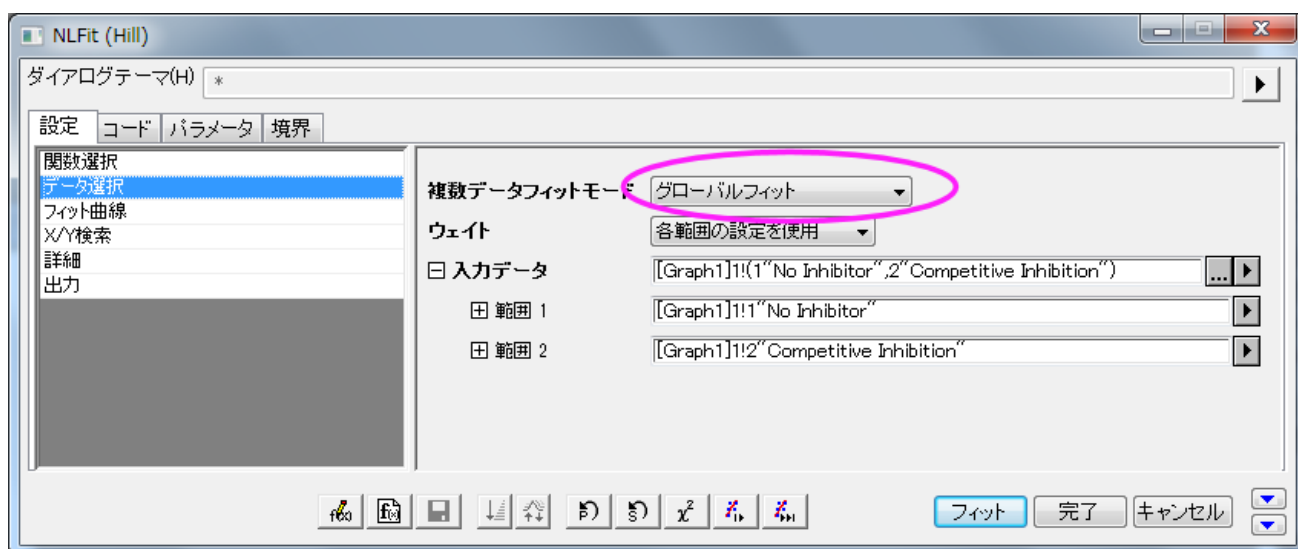 NLFit (Hill)
ダイアログテーマ(H) *
設定 コード パラメータ 境界
関数選択
データ選択
フィット曲線
X/Y検索
詳細
出力
複数データフィットモード グローバルフィット
ウェイト 各範囲の設定を使用
入力データ [Graph1]1!(1"No Inhibitor",2"Competitive Inhibition") ...
範囲 1 [Graph1]1!1"No Inhibitor"
範囲 2 [Graph1]1!2"Competitive Inhibition"
フィット 完了 キャンセル